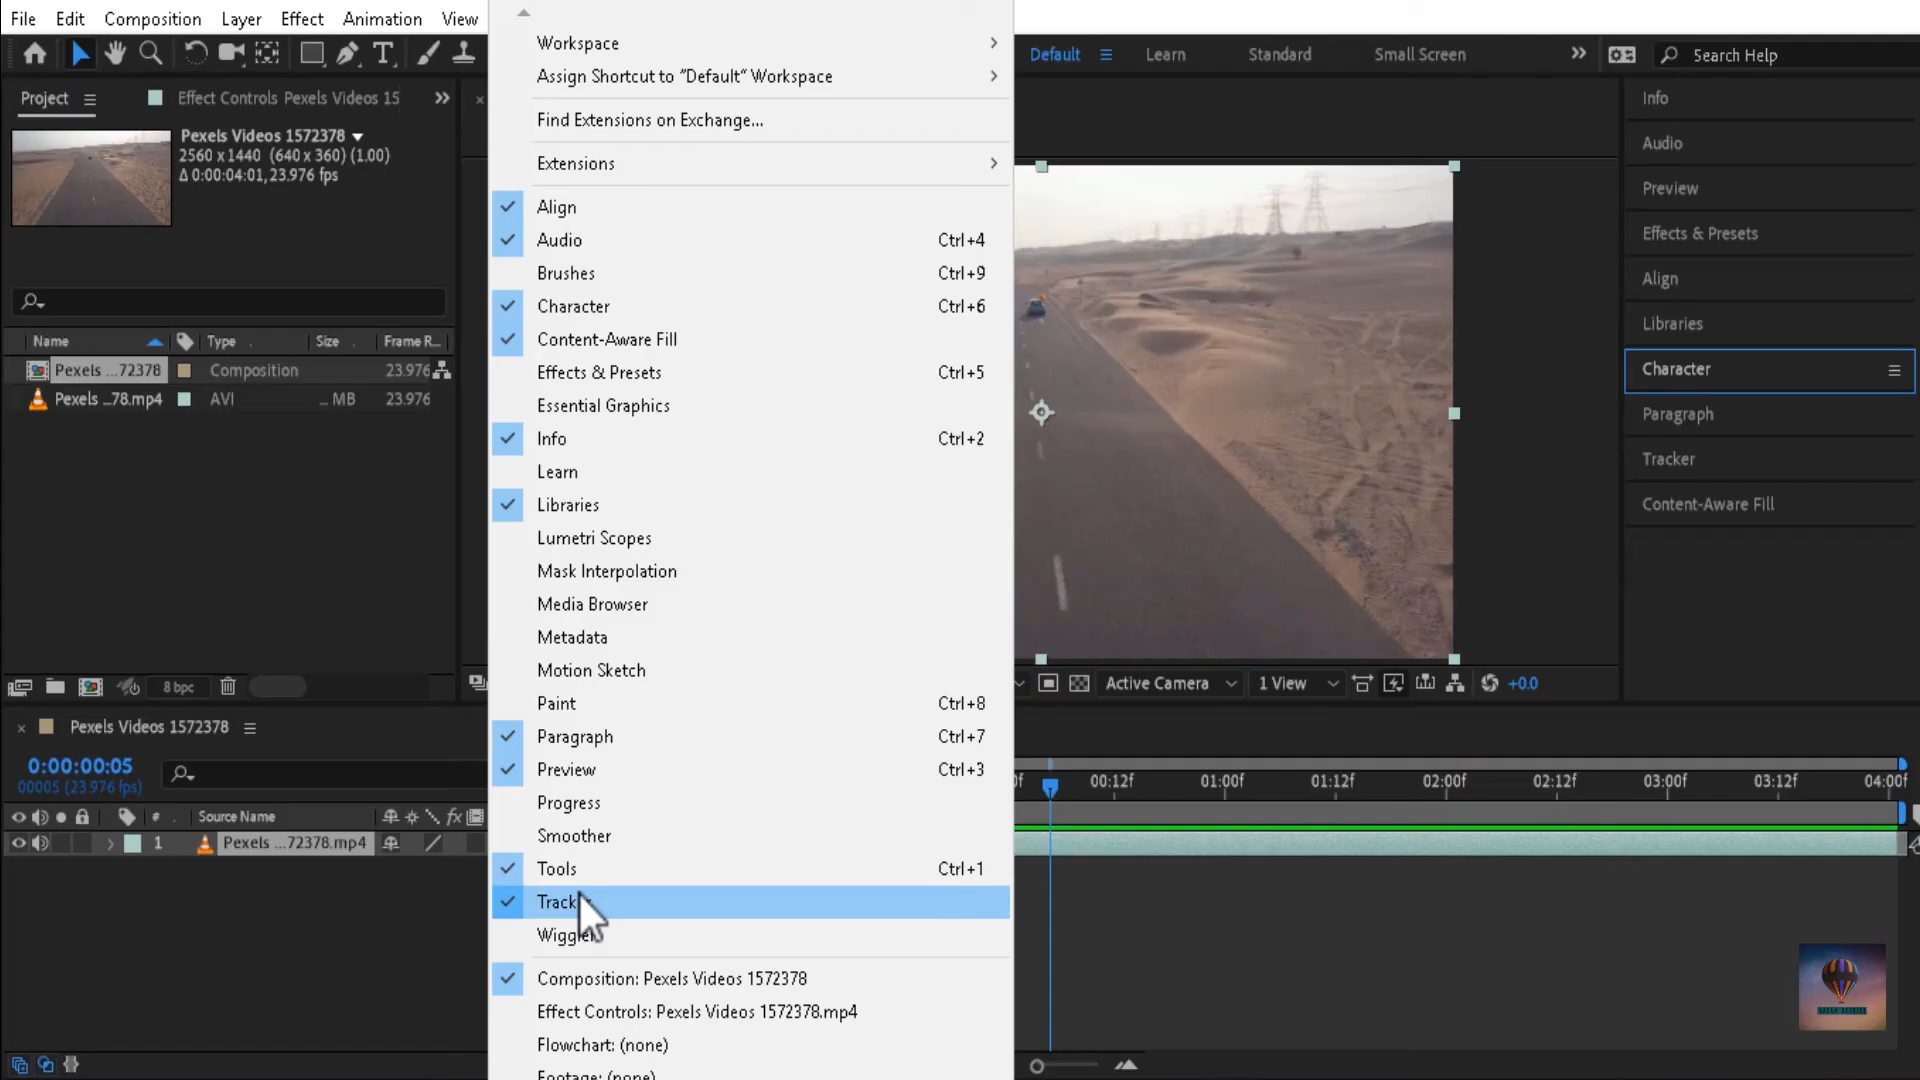 File Edit Composition Layer Effect Animation View
Default Learn Standard Small Screen Search Help
Project Effect Controls Pexels Videos 15
Pexels Videos 1572378
2560 x 1440 (640 x 360) (1.00)
Δ 0:00:04:01, 23.976 fps
Name Type Size Frame R...
Pexels ...72378 Composition 23.976
Pexels ...78.mp4 AVI ... MB 23.976
8 bpc
Workspace
Assign Shortcut to "Default" Workspace
Find Extensions on Exchange...
Extensions
Align
Audio Ctrl+4
Brushes Ctrl+9
Character Ctrl+6
Content-Aware Fill
Effects & Presets Ctrl+5
Essential Graphics
Info Ctrl+2
Learn
Libraries
Lumetri Scopes
Mask Interpolation
Media Browser
Metadata
Motion Sketch
Paint Ctrl+8
Paragraph Ctrl+7
Preview Ctrl+3
Progress
Smoother
Tools Ctrl+1
Track
Wiggle
Composition: Pexels Videos 1572378
Effect Controls: Pexels Videos 1572378.mp4
Flowchart: (none)
Footage: (none)
Info
Audio
Preview
Effects & Presets
Align
Libraries
Character
Paragraph
Tracker
Content-Aware Fill
Active Camera 1 View +0.0
Pexels Videos 1572378
0:00:00:05
00005 (23.976 fps)
# Source Name fx
1 Pexels ...72378.mp4
00:12f 01:00f 01:12f 02:00f 02:12f 03:00f 03:12f 04:00f